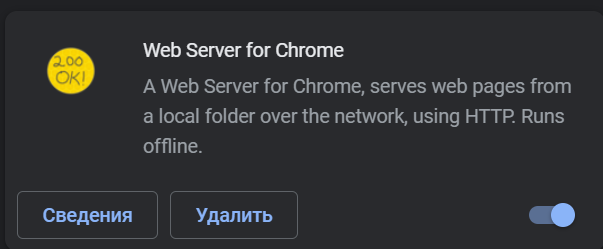 200
OK!
Web Server for Chrome
A Web Server for Chrome, serves web pages from
a local folder over the network, using HTTP. Runs
offline.
Сведения
Удалить